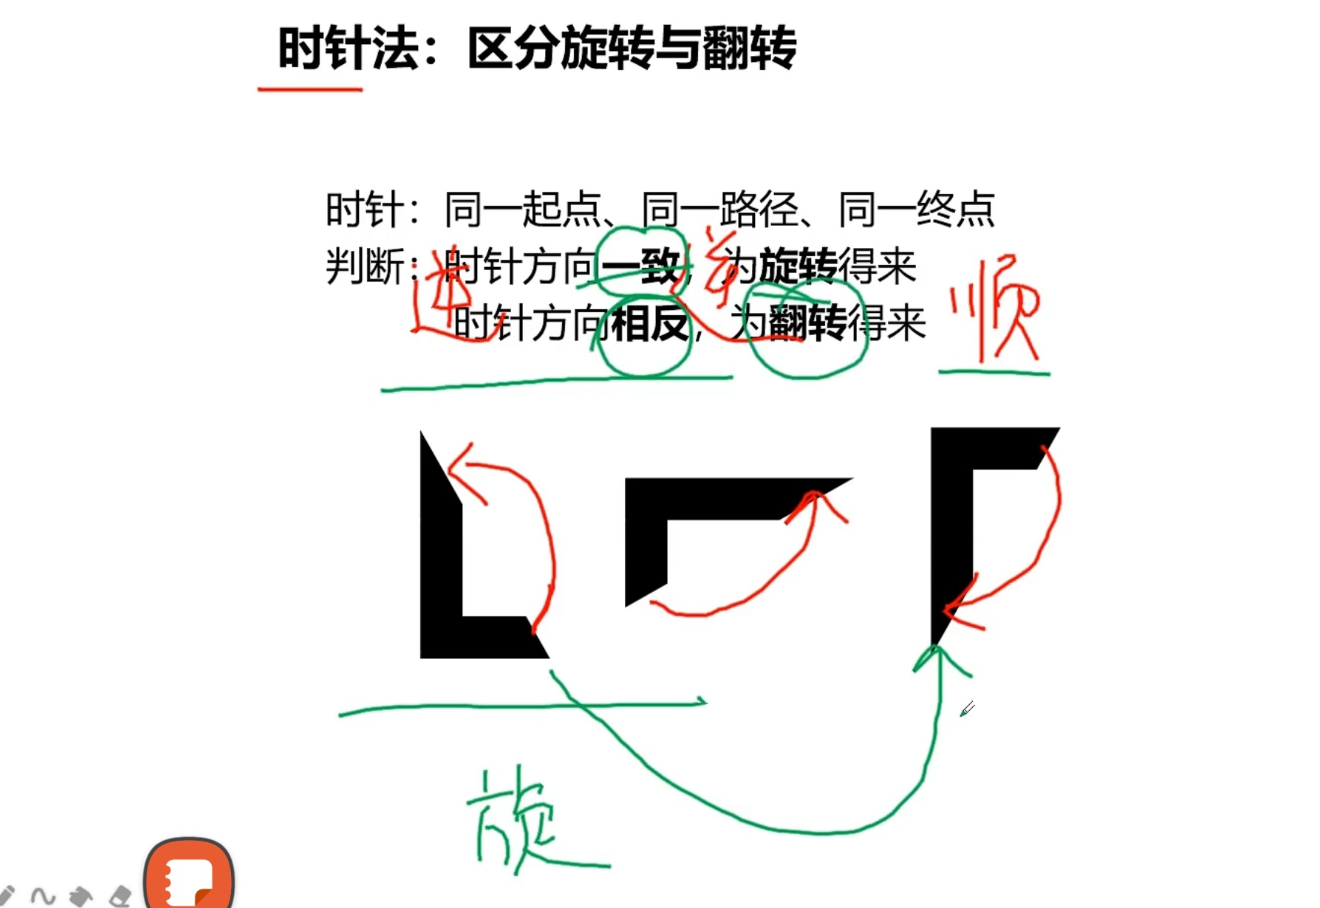 时针法：区分旋转与翻转
时针：同一起点、同一路径、同一终点
判断：时针方向一致，为旋转得来
时针方向相反，为翻转得来
逆
逆
顺
旋